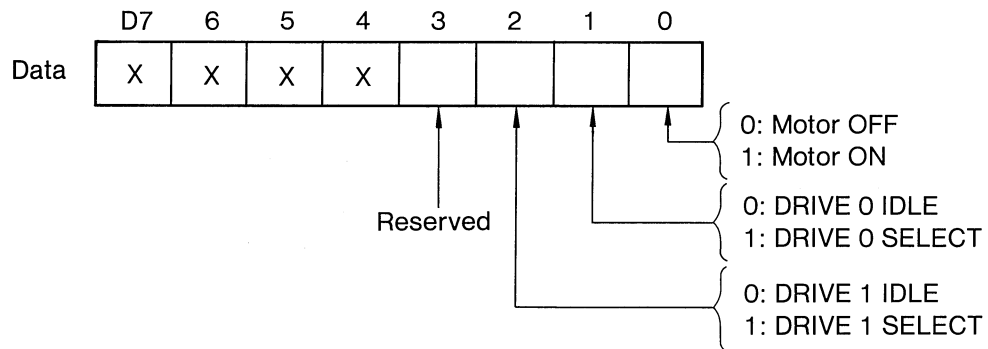 D7 6 5 4 3 2 1 0
Data X X X X
0: Motor OFF
1: Motor ON
Reserved
0: DRIVE 0 IDLE
1: DRIVE 0 SELECT
0: DRIVE 1 IDLE
1: DRIVE 1 SELECT